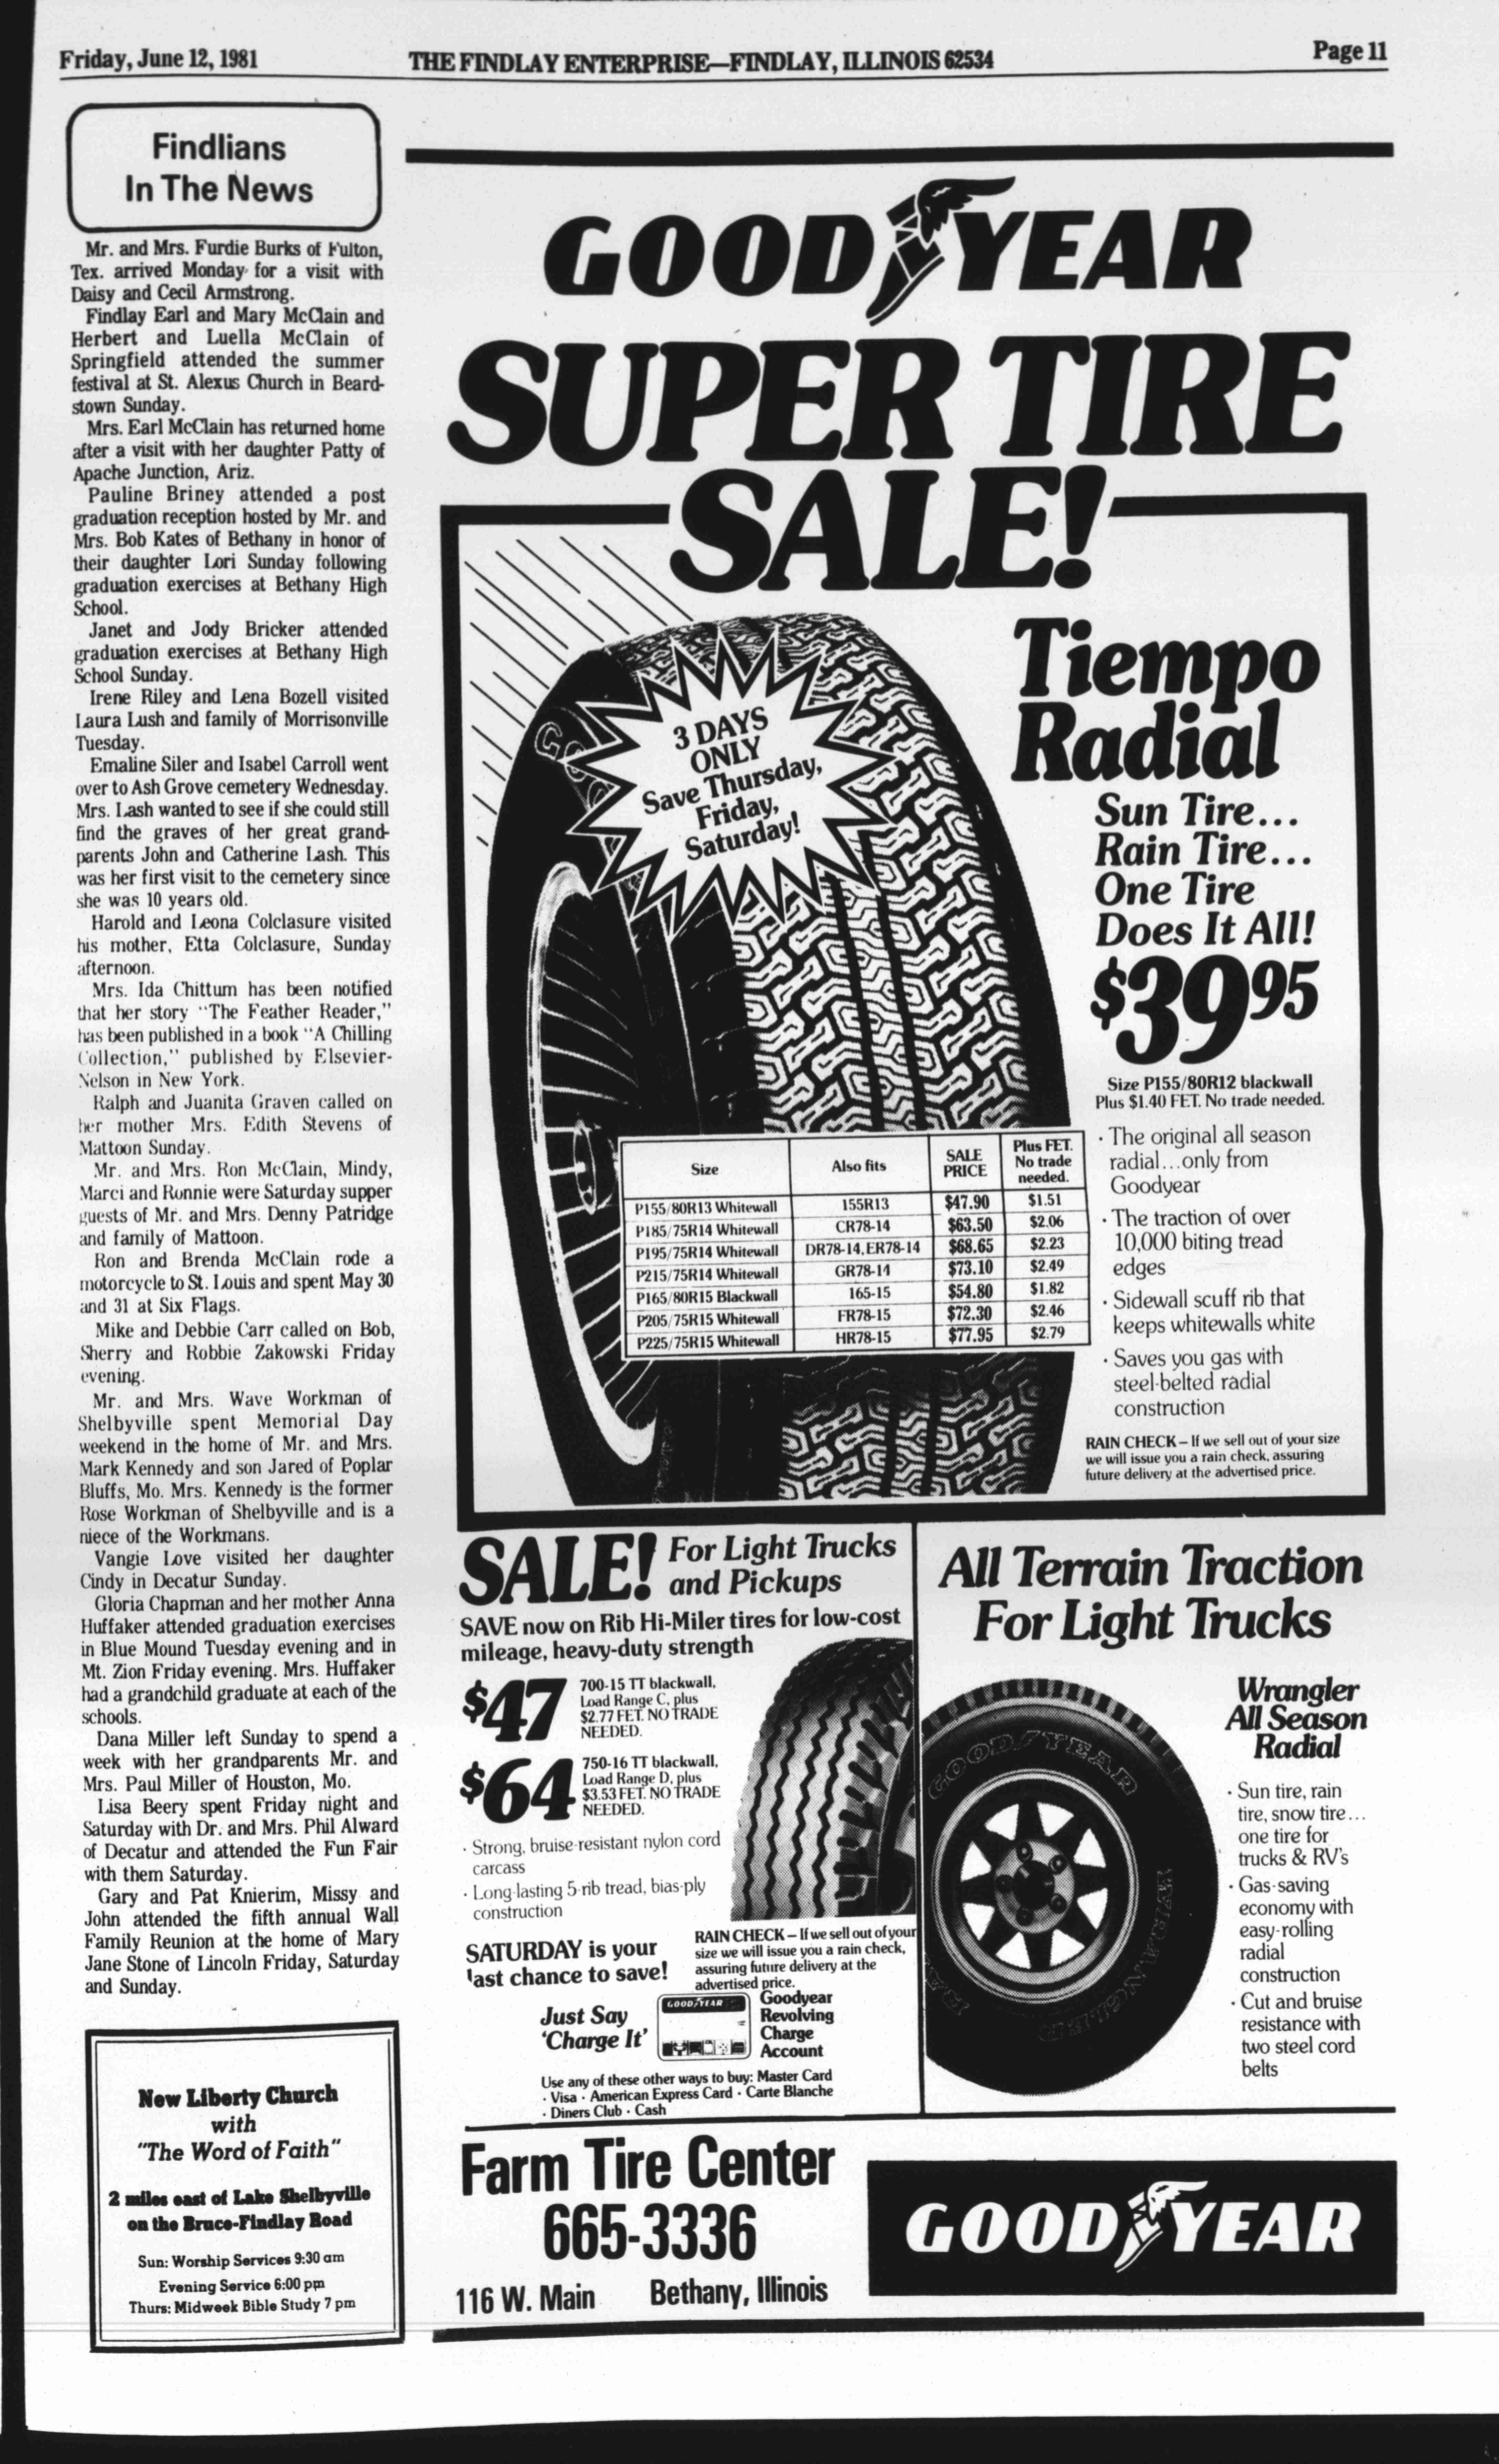 Friday, June 12, 1981
THE FINDLAY ENTERPRISE—FINDLAY, ILLINOIS 62534
Page 11
Findlians
In The News
Mr. and Mrs. Furdie Burks of Fulton,
Tex. arrived Monday for a visit with
Daisy and Cecil Armstrong.
Findlay Earl and Mary McClain and
Herbert and Luella McClain of
Springfield attended the summer
festival at St. Alexus Church in Beard-
stown Sunday.
Mrs. Earl McClain has returned home
after a visit with her daughter Patty of
Apache Junction, Ariz.
Pauline Briney attended a post
graduation reception hosted by Mr. and
Mrs. Bob Kates of Bethany in honor of
their daughter Lori Sunday following
graduation exercises at Bethany High
School.
Janet and Jody Bricker attended
graduation exercises at Bethany High
School Sunday.
Irene Riley and Lena Bozell visited
Laura Lush and family of Morrisonville
Tuesday.
Emaline Siler and Isabel Carroll went
over to Ash Grove cemetery Wednesday.
Mrs. Lash wanted to see if she could still
find the graves of her great grand-
parents John and Catherine Lash. This
was her first visit to the cemetery since
she was 10 years old.
Harold and Leona Colclasure visited
his mother, Etta Colclasure, Sunday
afternoon.
Mrs. Ida Chittum has been notified
that her story "The Feather Reader,"
has been published in a book "A Chilling
Collection," published by Elsevier-
Nelson in New York.
Ralph and Juanita Graven called on
her mother Mrs. Edith Stevens of
Mattoon Sunday.
Mr. and Mrs. Ron McClain, Mindy,
Marci and Ronnie were Saturday supper
guests of Mr. and Mrs. Denny Patridge
and family of Mattoon.
Ron and Brenda McClain rode a
motorcycle to St. Louis and spent May 30
and 31 at Six Flags.
Mike and Debbie Carr called on Bob,
Sherry and Robbie Zakowski Friday
evening.
Mr. and Mrs. Wave Workman of
Shelbyville spent Memorial Day
weekend in the home of Mr. and Mrs.
Mark Kennedy and son Jared of Poplar
Bluffs, Mo. Mrs. Kennedy is the former
Rose Workman of Shelbyville and is a
niece of the Workmans.
Vangie Love visited her daughter
Cindy in Decatur Sunday.
Gloria Chapman and her mother Anna
Huffaker attended graduation exercises
in Blue Mound Tuesday evening and in
Mt. Zion Friday evening. Mrs. Huffaker
had a grandchild graduate at each of the
schools.
Dana Miller left Sunday to spend a
week with her grandparents Mr. and
Mrs. Paul Miller of Houston, Mo.
Lisa Beery spent Friday night and
Saturday with Dr. and Mrs. Phil Alward
of Decatur and attended the Fun Fair
with them Saturday.
Gary and Pat Knierim, Missy and
John attended the fifth annual Wall
Family Reunion at the home of Mary
Jane Stone of Lincoln Friday, Saturday
and Sunday.
New Liberty Church
with
"The Word of Faith"
2 miles east of Lake Shelbyville
on the Bruce-Findlay Road
Sun: Worship Services 9:30 am
Evening Service 6:00 pm
Thurs: Midweek Bible Study 7 pm
GOODYEAR
SUPER TIRE
SALE!
3 DAYS
ONLY
Save Thursday,
Friday,
Saturday!
Tiempo
Radial
Sun Tire...
Rain Tire...
One Tire
Does It All!
$39 95
Size P155/80R12 blackwall
Plus $1.40 FET. No trade needed.
· The original all season
radial...only from
Goodyear
· The traction of over
10,000 biting tread
edges
· Sidewall scuff rib that
keeps whitewalls white
· Saves you gas with
steel-belted radial
construction
RAIN CHECK – If we sell out of your size
we will issue you a rain check, assuring
future delivery at the advertised price.
Size Also fits SALE PRICE Plus FET. No trade needed.
P155/80R13 Whitewall 155R13 $47.90 $1.51
P185/75R14 Whitewall CR78-14 $63.50 $2.06
P195/75R14 Whitewall DR78-14,ER78-14 $68.65 $2.23
P215/75R14 Whitewall GR78-14 $73.10 $2.49
P165/80R15 Blackwall 165-15 $54.80 $1.82
P205/75R15 Whitewall FR78-15 $72.30 $2.46
P225/75R15 Whitewall HR78-15 $77.95 $2.79
SALE! For Light Trucks
and Pickups
SAVE now on Rib Hi-Miler tires for low-cost
mileage, heavy-duty strength
$47
700-15 TT blackwall,
Load Range C, plus
$2.77 FET. NO TRADE
NEEDED.
$64
750-16 TT blackwall,
Load Range D, plus
$3.53 FET. NO TRADE
NEEDED.
· Strong, bruise-resistant nylon cord
carcass
· Long-lasting 5-rib tread, bias-ply
construction
SATURDAY is your
last chance to save!
RAIN CHECK – If we sell out of your
size we will issue you a rain check,
assuring future delivery at the
advertised price.
Just Say
'Charge It'
GOODYEAR
Goodyear
Revolving
Charge
Account
Use any of these other ways to buy: Master Card
· Visa · American Express Card · Carte Blanche
· Diners Club · Cash
All Terrain Traction
For Light Trucks
GOODYEAR
WRANGLER
Wrangler
All Season
Radial
· Sun tire, rain
tire, snow tire...
one tire for
trucks & RV's
· Gas-saving
economy with
easy-rolling
radial
construction
· Cut and bruise
resistance with
two steel cord
belts
Farm Tire Center
665-3336
116 W. Main Bethany, Illinois
GOODYEAR